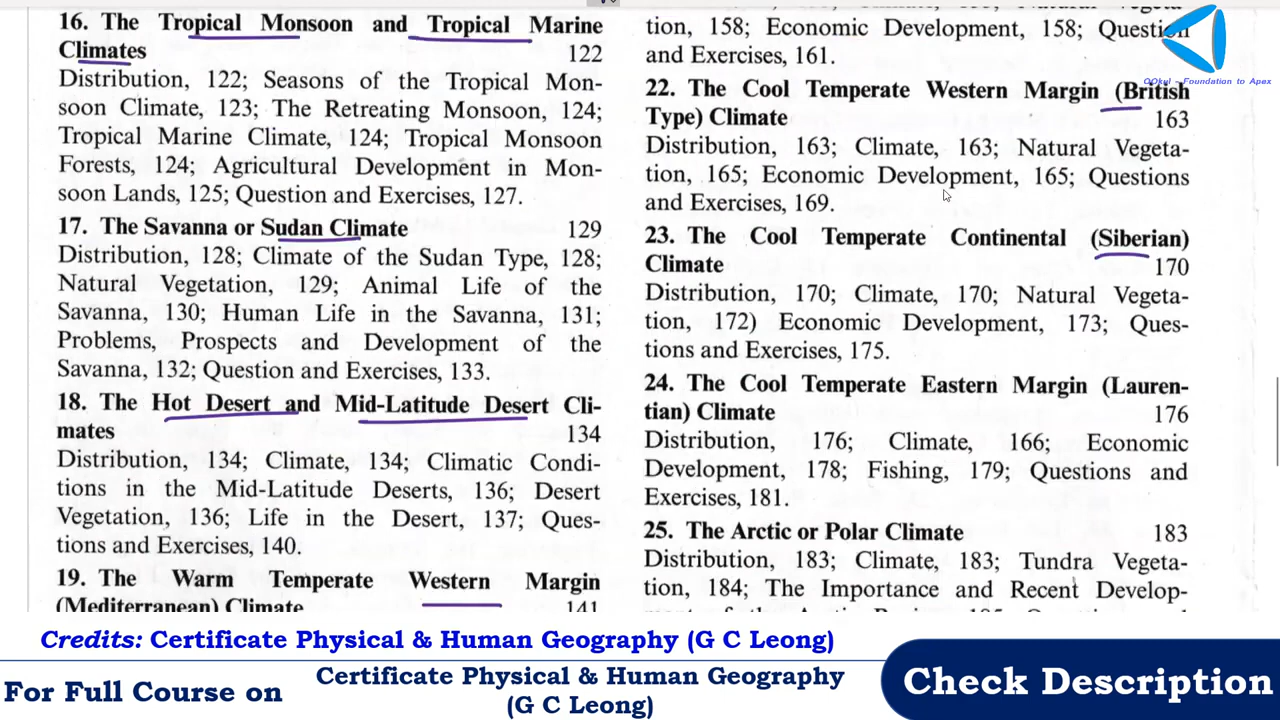 16. The Tropical Monsoon and Tropical Marine
Climates 122
Distribution, 122; Seasons of the Tropical Mon-
soon Climate, 123; The Retreating Monsoon, 124;
Tropical Marine Climate, 124; Tropical Monsoon
Forests, 124; Agricultural Development in Mon-
soon Lands, 125; Question and Exercises, 127.
17. The Savanna or Sudan Climate 129
Distribution, 128; Climate of the Sudan Type, 128;
Natural Vegetation, 129; Animal Life of the
Savanna, 130; Human Life in the Savanna, 131;
Problems, Prospects and Development of the
Savanna, 132; Question and Exercises, 133.
18. The Hot Desert and Mid-Latitude Desert Cli-
mates 134
Distribution, 134; Climate, 134; Climatic Condi-
tions in the Mid-Latitude Deserts, 136; Desert
Vegetation, 136; Life in the Desert, 137; Ques-
tions and Exercises, 140.
19. The Warm Temperate Western Margin
(Mediterranean) Climate 141
tion, 158; Economic Development, 158; Question
and Exercises, 161.
22. The Cool Temperate Western Margin (British
Type) Climate 163
Distribution, 163; Climate, 163; Natural Vegeta-
tion, 165; Economic Development, 165; Questions
and Exercises, 169.
23. The Cool Temperate Continental (Siberian)
Climate 170
Distribution, 170; Climate, 170; Natural Vegeta-
tion, 172) Economic Development, 173; Ques-
tions and Exercises, 175.
24. The Cool Temperate Eastern Margin (Lauren-
tian) Climate 176
Distribution, 176; Climate, 166; Economic
Development, 178; Fishing, 179; Questions and
Exercises, 181.
25. The Arctic or Polar Climate 183
Distribution, 183; Climate, 183; Tundra Vegeta-
tion, 184; The Importance and Recent Develop-
QOkul - Foundation to Apex
Credits: Certificate Physical & Human Geography (G C Leong)
For Full Course on
Certificate Physical & Human Geography
(G C Leong)
Check Description